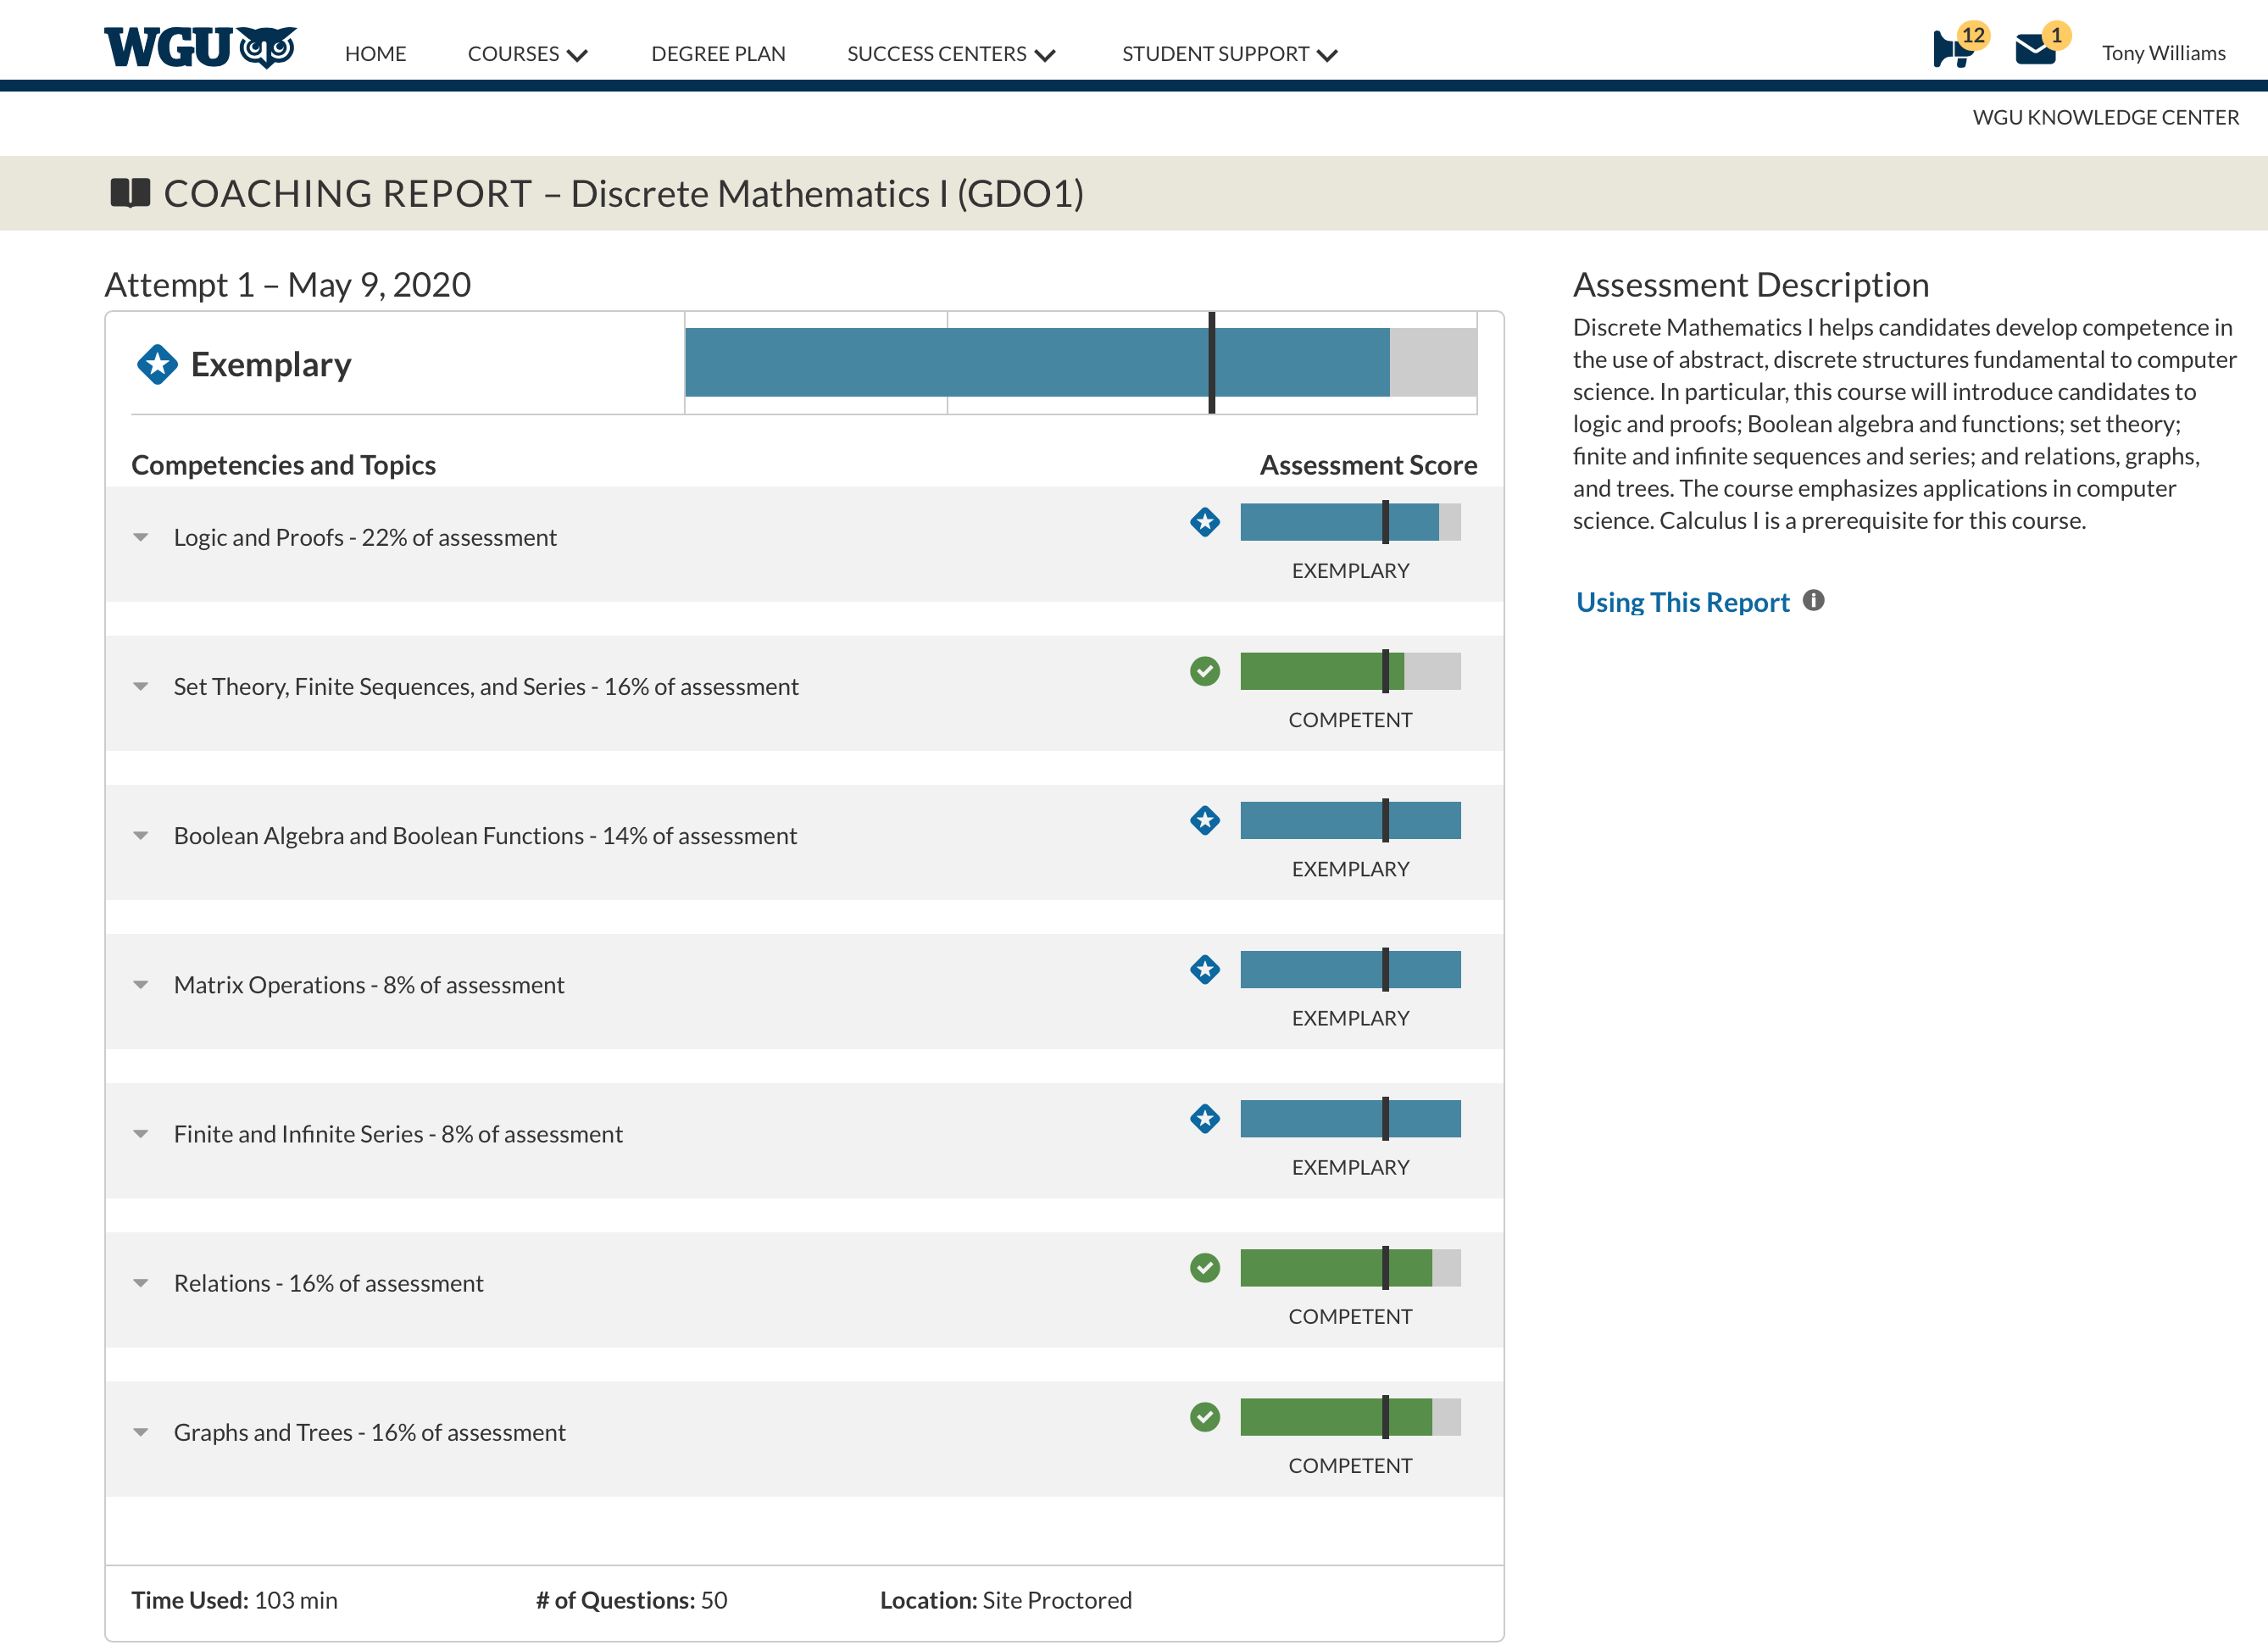 WGU
HOME
COURSES
DEGREE PLAN
SUCCESS CENTERS
STUDENT SUPPORT
12
1
Tony Williams
WGU KNOWLEDGE CENTER
COACHING REPORT – Discrete Mathematics I (GDO1)
Attempt 1 – May 9, 2020
Exemplary
Competencies and Topics
Assessment Score
Logic and Proofs - 22% of assessment
EXEMPLARY
Set Theory, Finite Sequences, and Series - 16% of assessment
COMPETENT
Boolean Algebra and Boolean Functions - 14% of assessment
EXEMPLARY
Matrix Operations - 8% of assessment
EXEMPLARY
Finite and Infinite Series - 8% of assessment
EXEMPLARY
Relations - 16% of assessment
COMPETENT
Graphs and Trees - 16% of assessment
COMPETENT
Time Used: 103 min
# of Questions: 50
Location: Site Proctored
Assessment Description
Discrete Mathematics I helps candidates develop competence in
the use of abstract, discrete structures fundamental to computer
science. In particular, this course will introduce candidates to
logic and proofs; Boolean algebra and functions; set theory;
finite and infinite sequences and series; and relations, graphs,
and trees. The course emphasizes applications in computer
science. Calculus I is a prerequisite for this course.
Using This Report